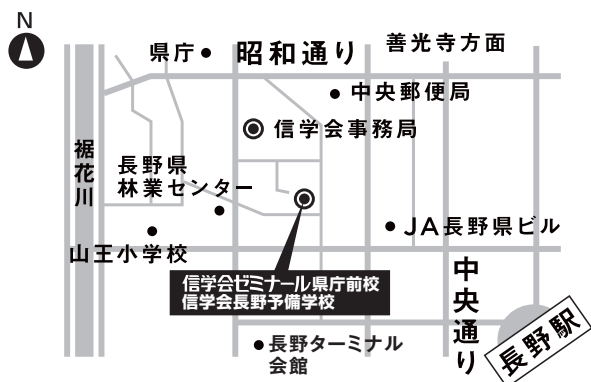 N
県庁
昭和通り
善光寺方面
中央郵便局
信学会事務局
裾花川
長野県
林業センター
山王小学校
JA長野県ビル
信学会ゼミナール県庁前校
信学会長野予備学校
中央通り
長野駅
長野ターミナル
会館